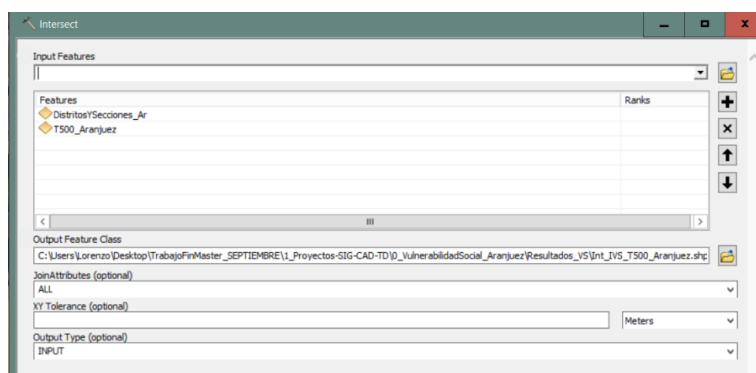 Intersect
Input Features
Features Ranks
DistritosYSecciones_Ar
T500_Aranjuez
Output Feature Class
C:\Users\Lorenzo\Desktop\TrabajoFinMaster_SEPTIEMBRE\1_Proyectos-SIG-CAD-TD\0_VulnerabilidadSocial_Aranjuez\Resultados_VS\Int_IVS_T500_Aranjuez.shp
JoinAttributes (optional)
ALL
XY Tolerance (optional)
Meters
Output Type (optional)
INPUT